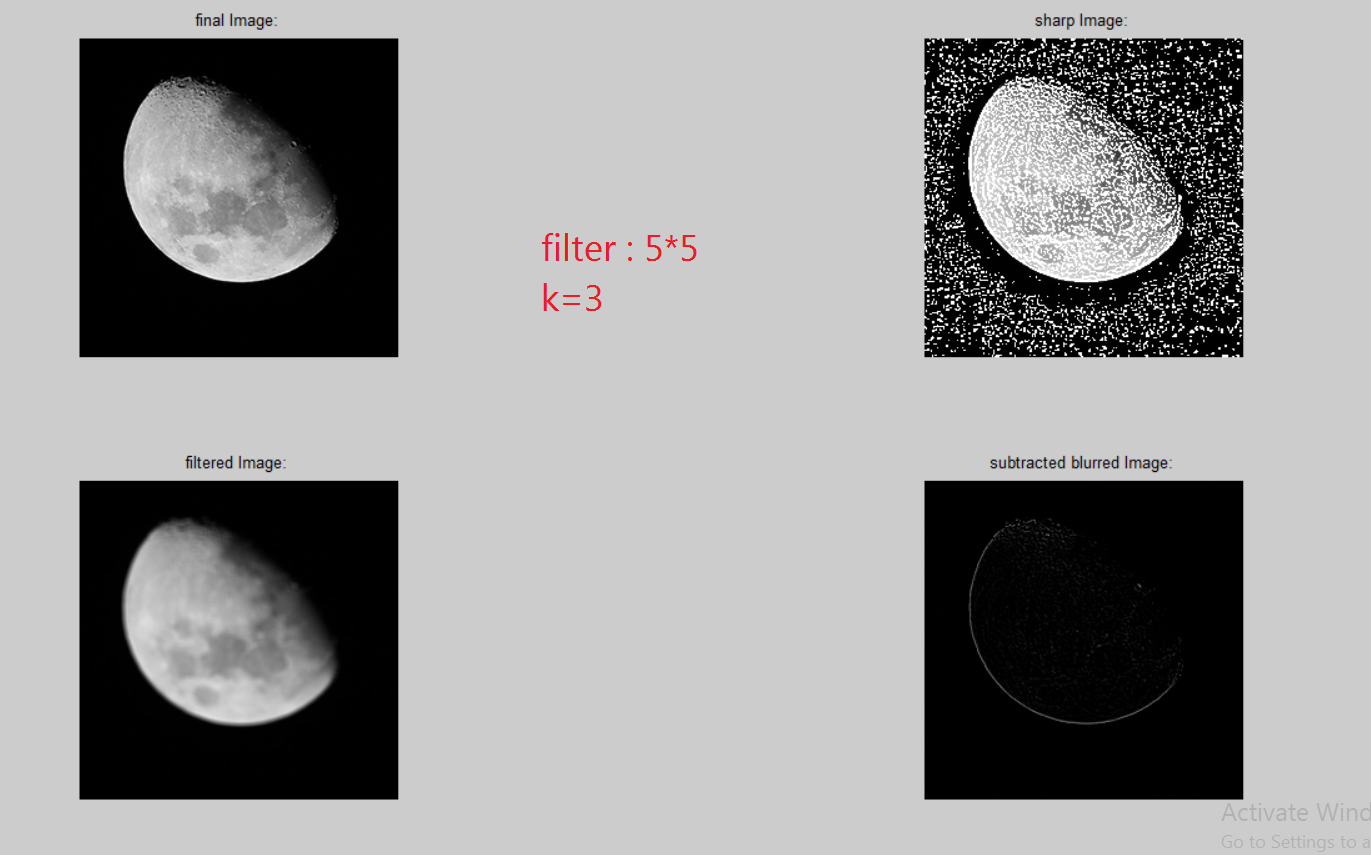 final Image:
sharp Image:
filter : 5*5
k=3
filtered Image:
subtracted blurred Image:
Activate Wind
Go to Settings to a